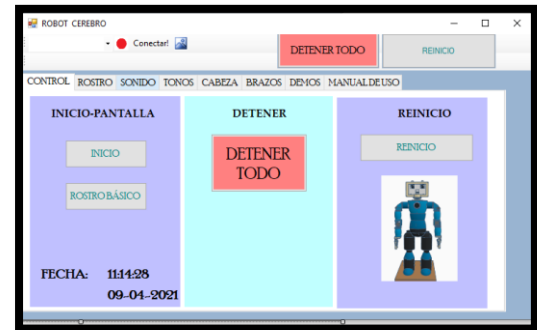 ROBOT CEREBRO
Conectar!
DETENER TODO
REINICIO
CONTROL ROSTRO SONIDO TONOS CABEZA BRAZOS DEMOS MANUAL DE USO
INICIO-PANTALLA
INICIO
ROSTRO BÁSICO
FECHA: 11:14:28
09-04-2021
DETENER
DETENER
TODO
REINICIO
REINICIO